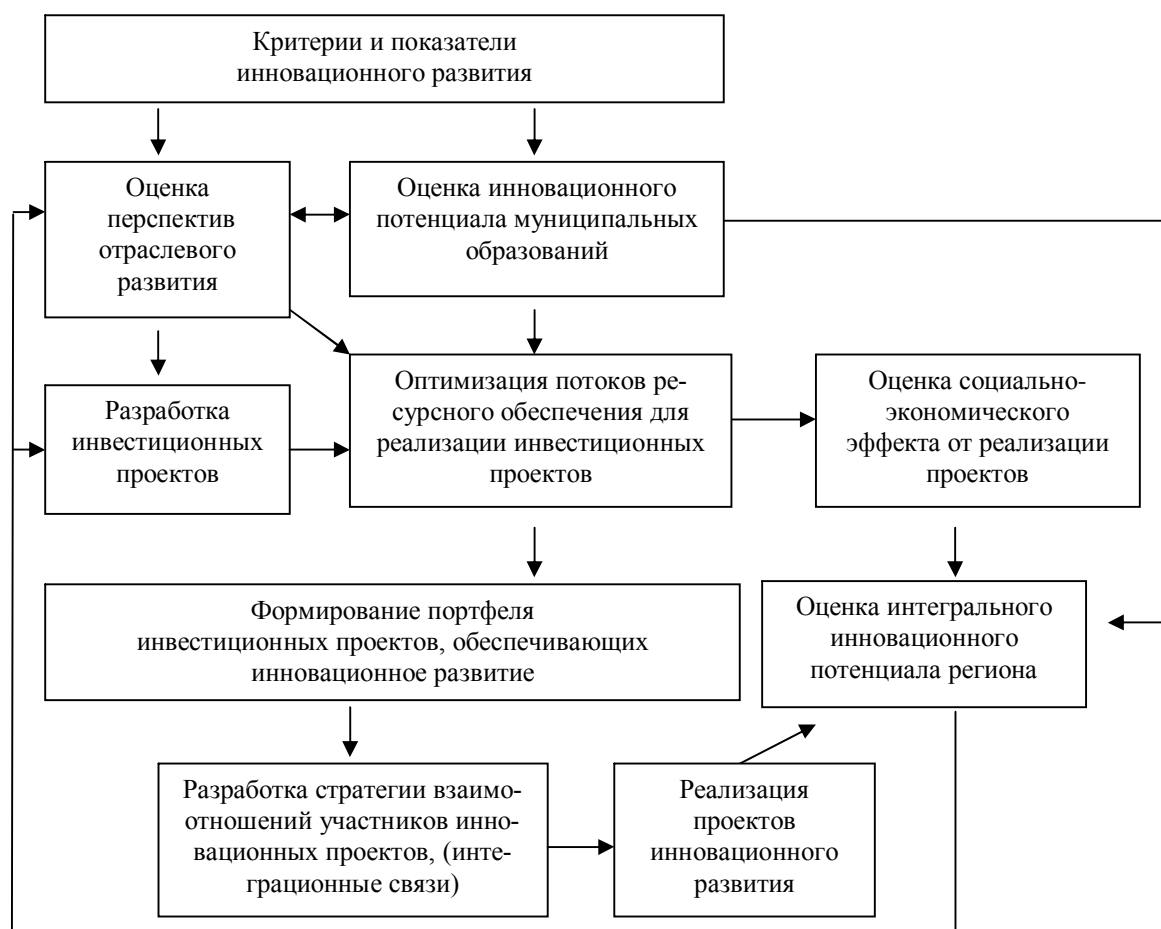 Критерии и показатели
инновационного развития
Оценка
перспектив
отраслевого
развития
Оценка инновационного
потенциала муниципальных
образований
Разработка
инвестиционных
проектов
Оптимизация потоков ре-
сурсного обеспечения для
реализации инвестиционных
проектов
Оценка социально-
экономического
эффекта от реализации
проектов
Формирование портфеля
инвестиционных проектов, обеспечивающих
инновационное развитие
Оценка интегрального
инновационного
потенциала региона
Разработка стратегии взаимо-
отношений участников инно-
вационных проектов, (инте-
грационные связи)
Реализация
проектов
инновационного
развития